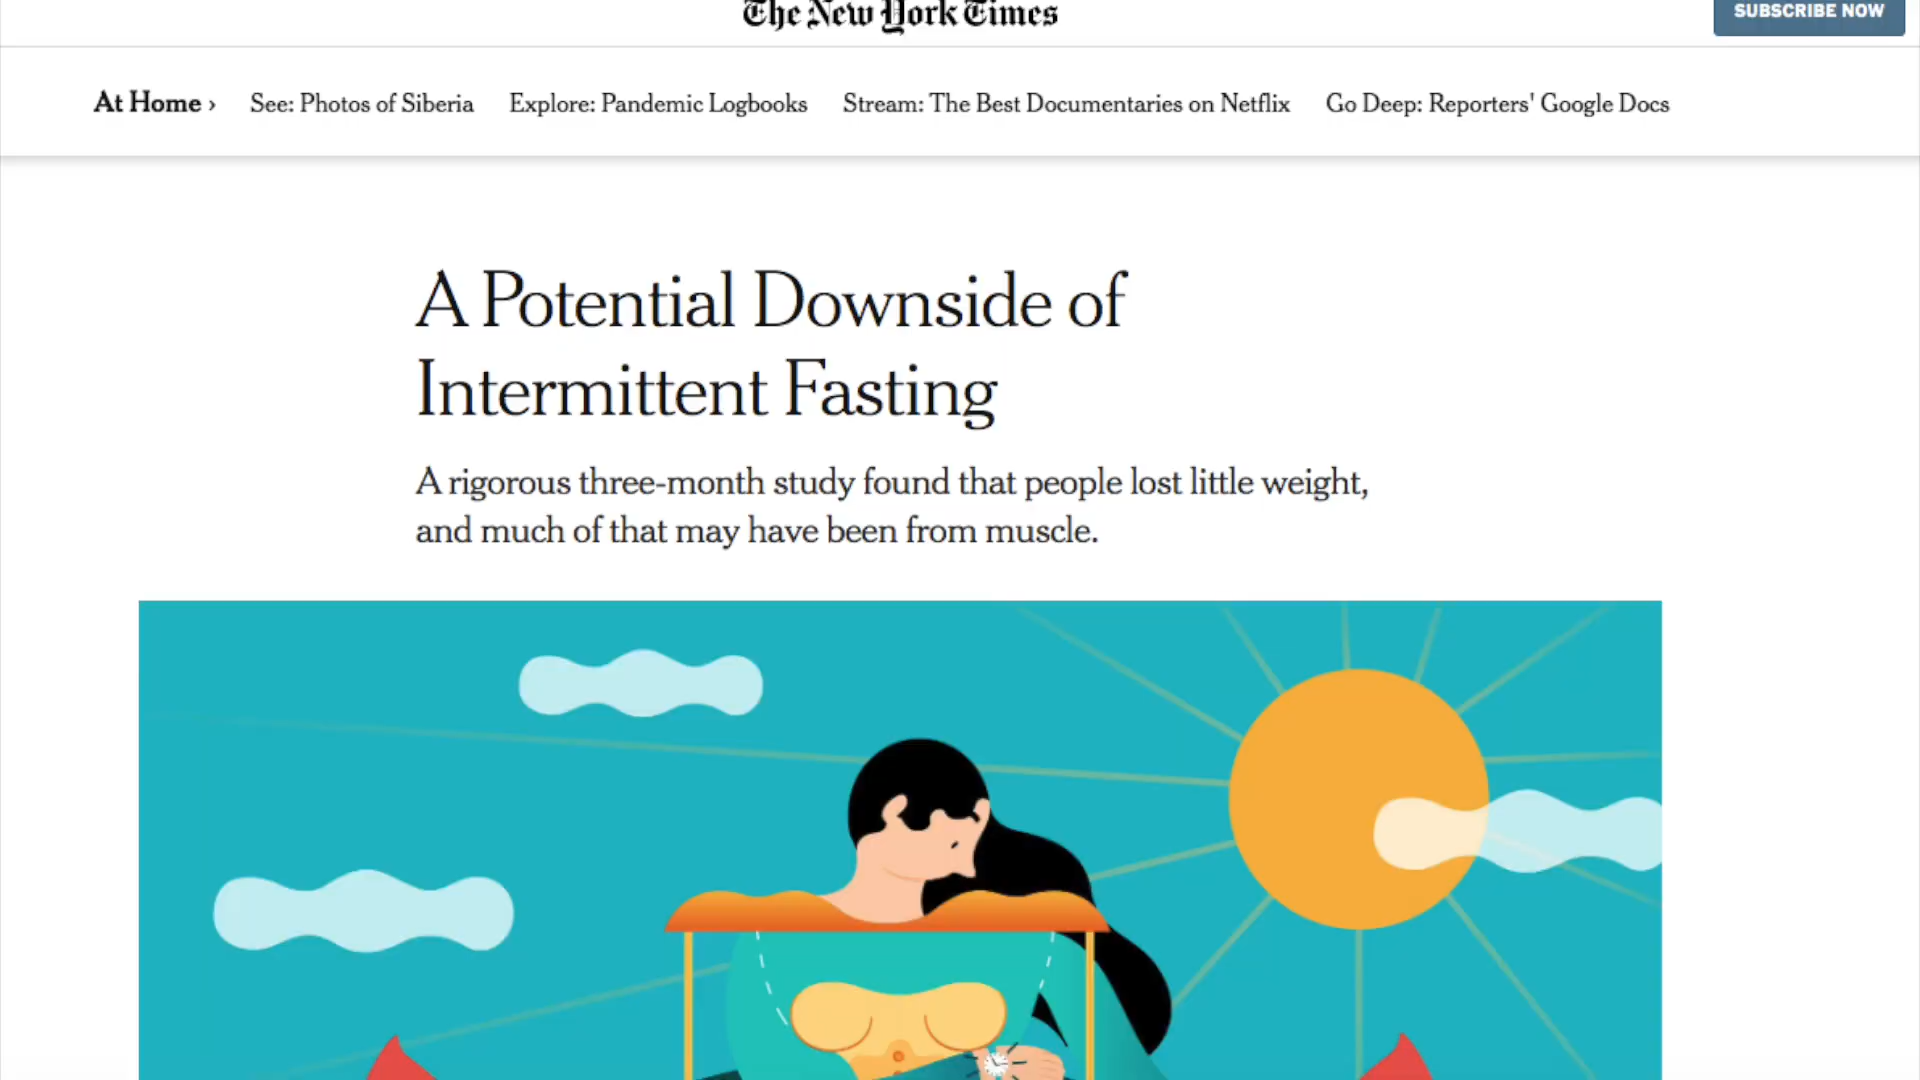 The New York Times
SUBSCRIBE NOW
At Home › See: Photos of Siberia Explore: Pandemic Logbooks Stream: The Best Documentaries on Netflix Go Deep: Reporters' Google Docs
A Potential Downside of
Intermittent Fasting
A rigorous three-month study found that people lost little weight,
and much of that may have been from muscle.